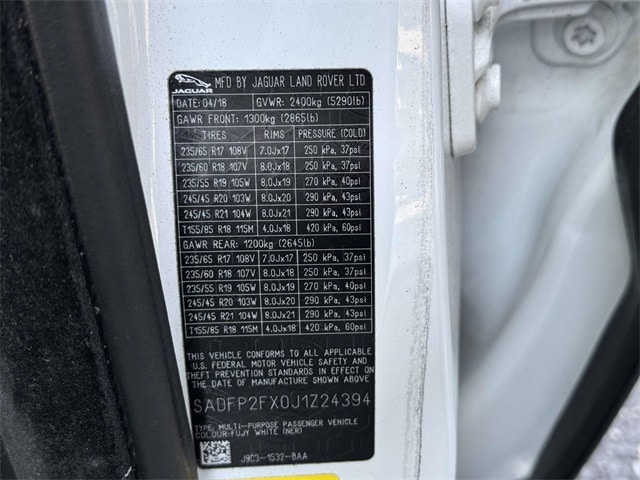 JAGUAR MFD BY JAGUAR LAND ROVER LTD
DATE: 04/18 GVWR: 2400kg (5290lb)
GAWR FRONT: 1300kg (2865lb)
TIRES RIMS PRESSURE (COLD)
235/65 R17 108V 7.0Jx17 250 kPa, 37psi
235/60 R18 107V 8.0Jx18 250 kPa, 37psi
235/55 R19 105W 8.0Jx19 270 kPa, 40psi
245/45 R20 103W 8.0Jx20 290 kPa, 43psi
245/45 R21 104W 8.0Jx21 290 kPa, 43psi
T155/85 R18 115M 4.0Jx18 420 kPa, 60psi
GAWR REAR: 1200kg (2645lb)
235/65 R17 108V 7.0Jx17 250 kPa, 37psi
235/60 R18 107V 8.0Jx18 250 kPa, 37psi
235/55 R19 105W 8.0Jx19 270 kPa, 40psi
245/45 R20 103W 8.0Jx20 290 kPa, 43psi
245/45 R21 104W 8.0Jx21 290 kPa, 43psi
T155/85 R18 115M 4.0Jx18 420 kPa, 60psi
THIS VEHICLE CONFORMS TO ALL APPLICABLE
U.S. FEDERAL MOTOR VEHICLE SAFETY AND
THEFT PREVENTION STANDARDS IN EFFECT ON
THE DATE OF MANUFACTURE SHOWN ABOVE
SADFP2FX0J1Z24394
TYPE: MULTI-PURPOSE PASSENGER VEHICLE
COLOUR:FUJY WHITE (NER)
J9C3-1532-BAA